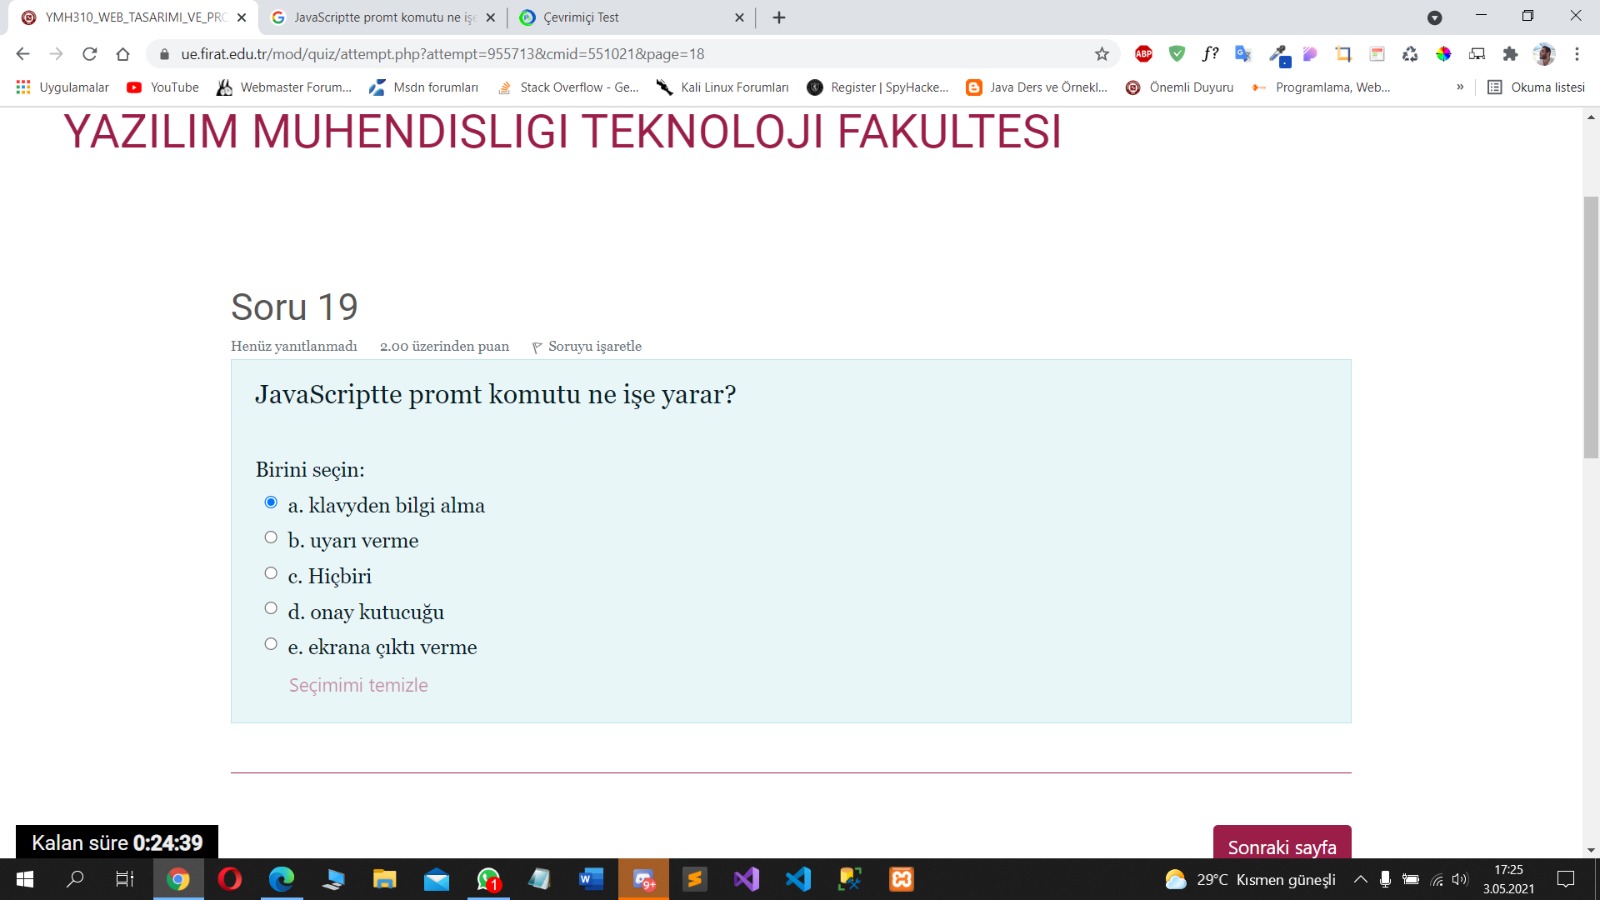 YMH310_WEB_TASARIMI_VE_PRO
JavaScriptte promt komutu ne işe
Çevrimiçi Test
ue.firat.edu.tr/mod/quiz/attempt.php?attempt=955713&cmid=551021&page=18
ABP
f?
Uygulamalar
YouTube
Webmaster Forum...
Msdn forumları
Stack Overflow - Ge...
Kali Linux Forumları
Register | SpyHacke...
Java Ders ve Örnekl...
Önemli Duyuru
Programlama, Web...
»
Okuma listesi
YAZILIM MUHENDISLIGI TEKNOLOJI FAKULTESI
Soru 19
Henüz yanıtlanmadı 2.00 üzerinden puan Soruyu işaretle
JavaScriptte promt komutu ne işe yarar?
Birini seçin:
a. klavyden bilgi alma
b. uyarı verme
c. Hiçbiri
d. onay kutucuğu
e. ekrana çıktı verme
Seçimimi temizle
Kalan süre 0:24:39
Sonraki sayfa
1
9+
29°C Kısmen güneşli
17:25
3.05.2021